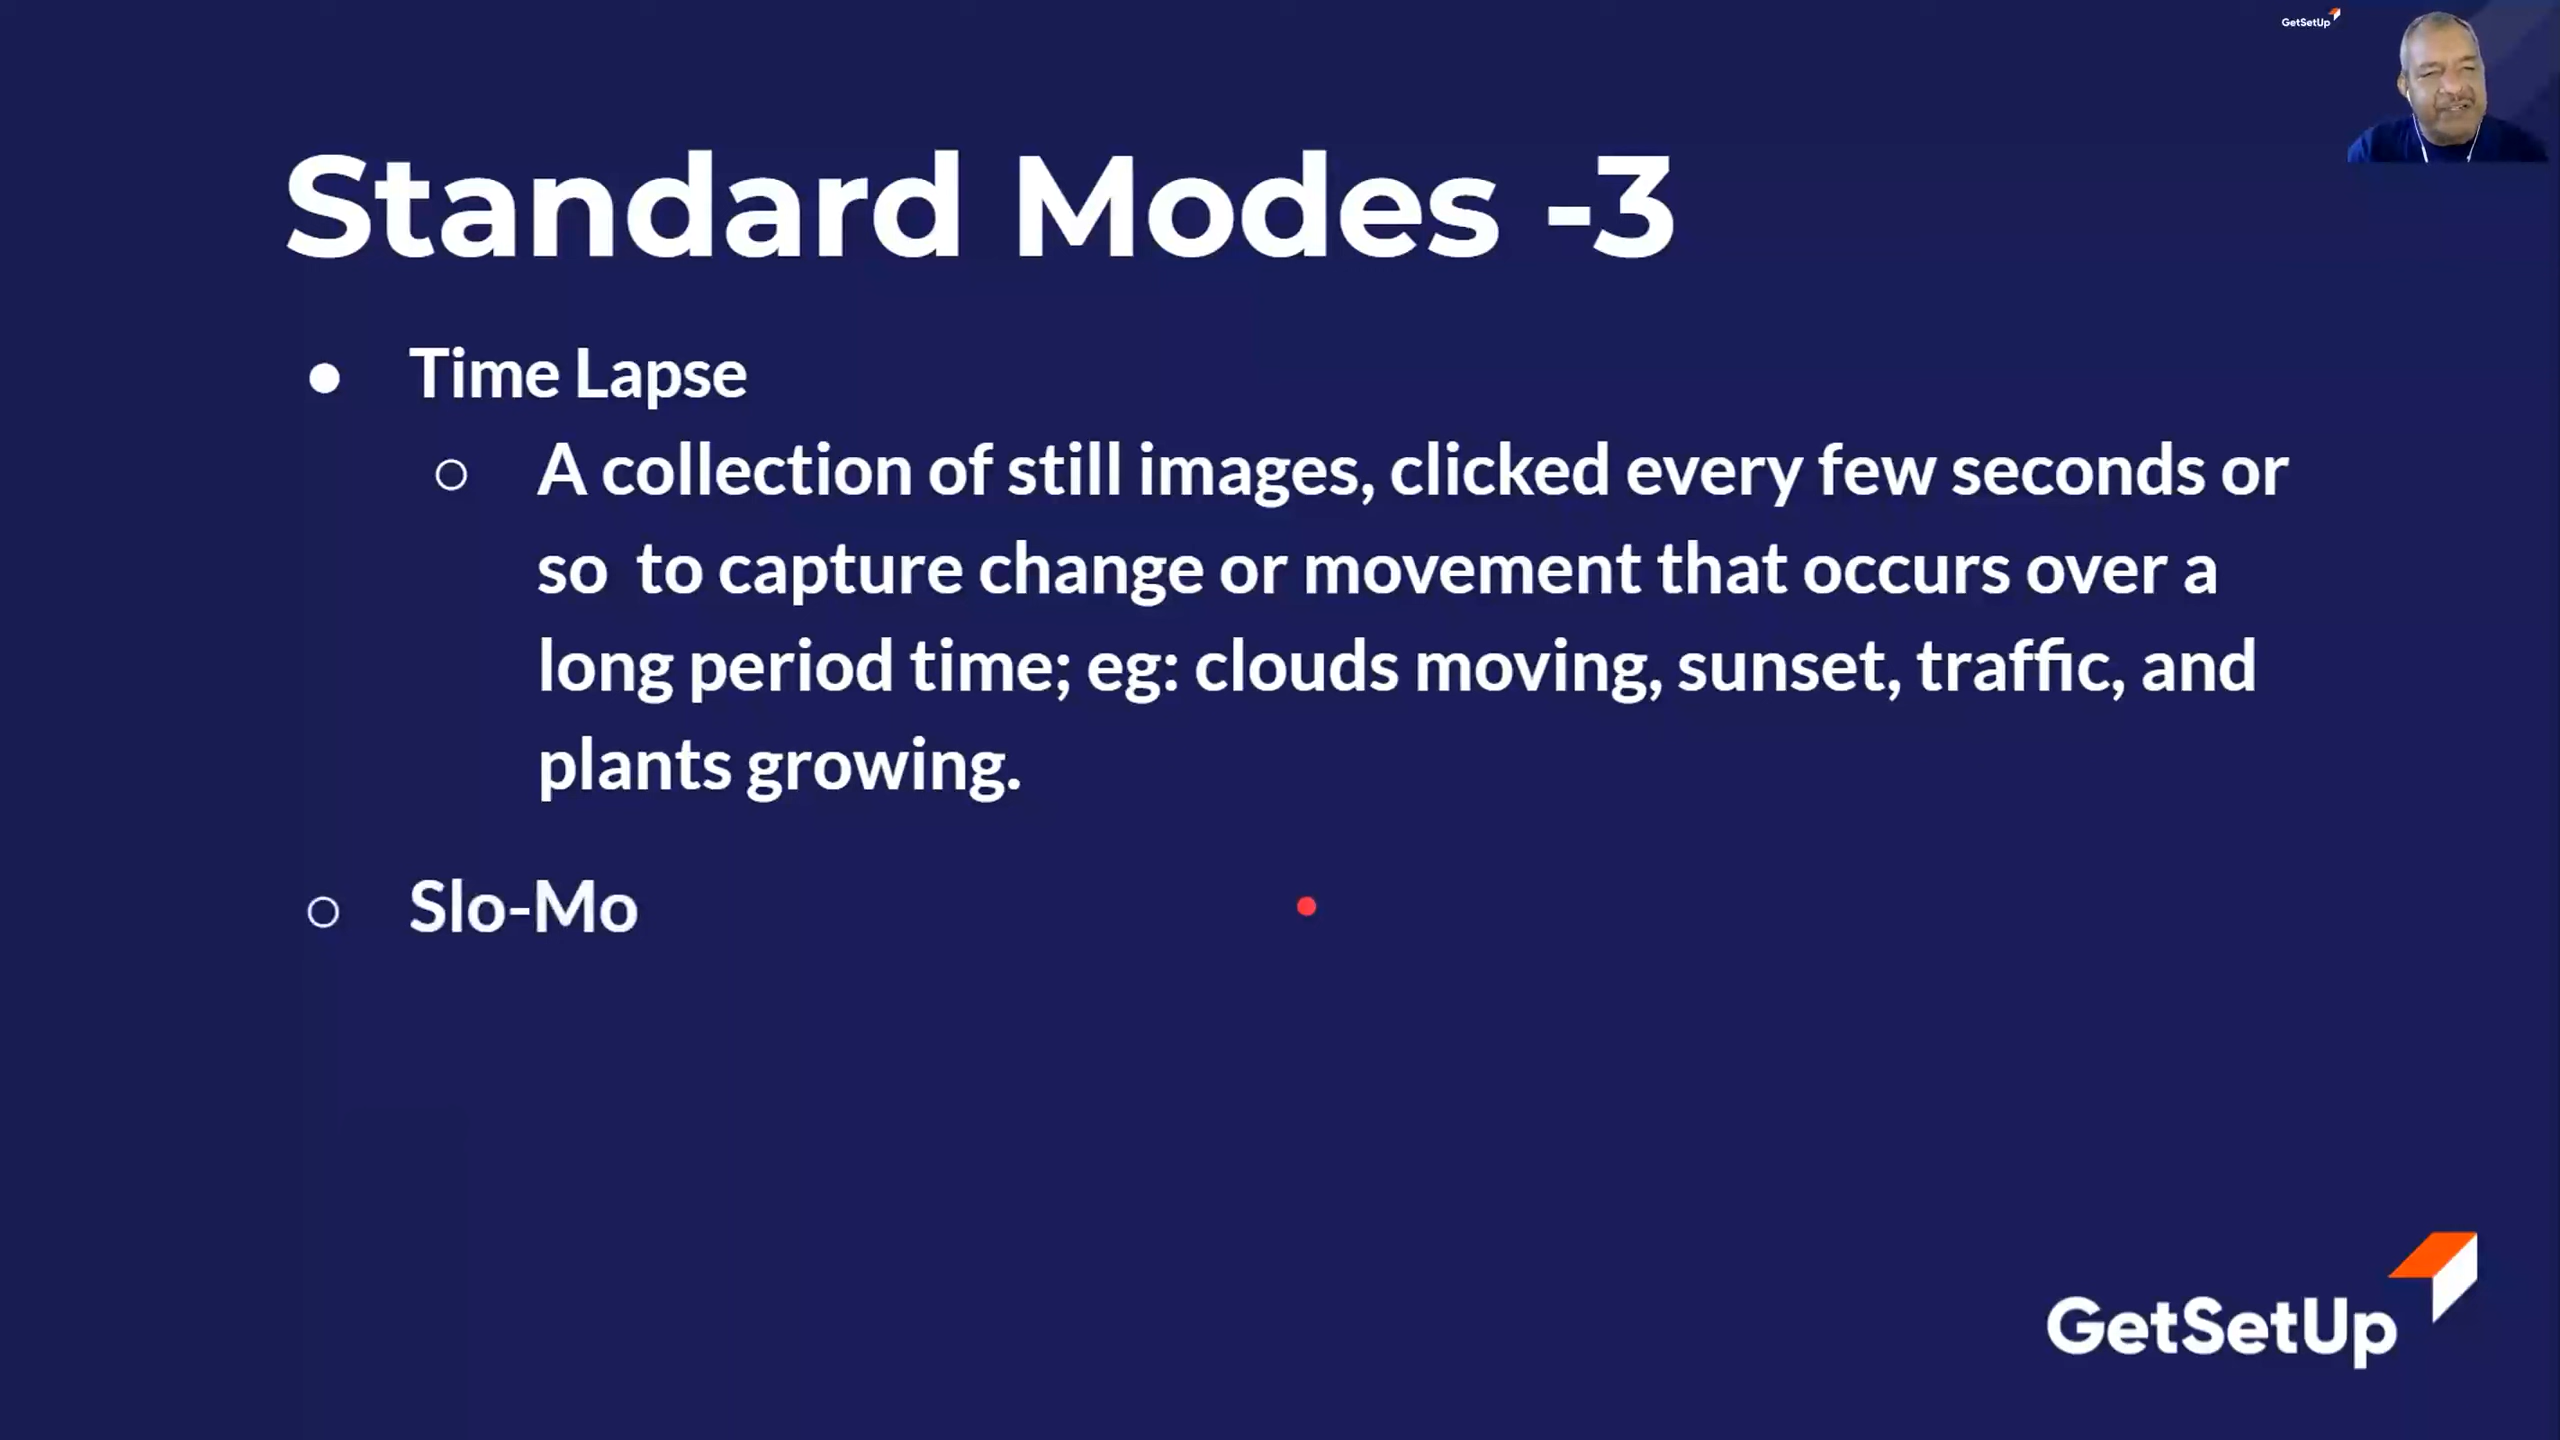 GetSetUp
Standard Modes -3
● Time Lapse
○ A collection of still images, clicked every few seconds or
so  to capture change or movement that occurs over a
long period time; eg: clouds moving, sunset, traffic, and
plants growing.
○ Slo-Mo
GetSetUp